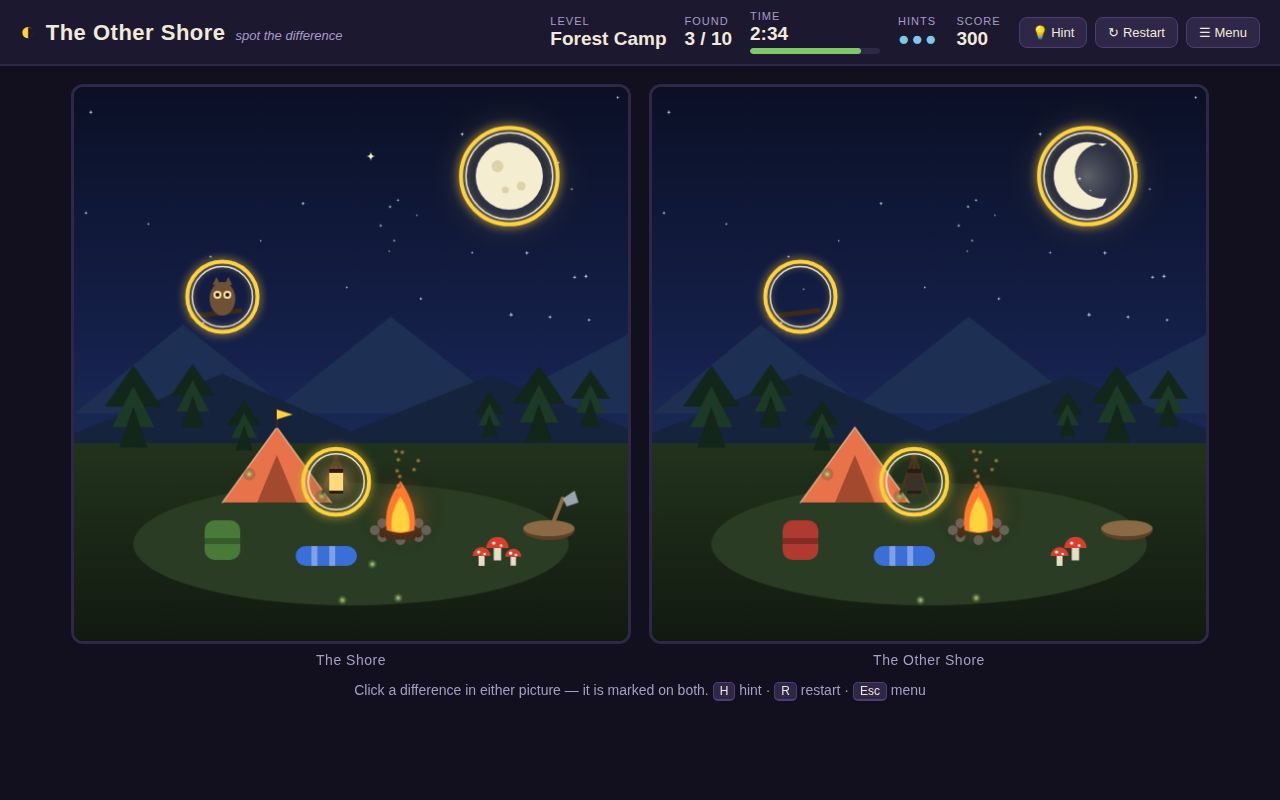 The Other Shore spot the difference
LEVEL
Forest Camp
FOUND
3 / 10
TIME
2:34
HINTS
SCORE
300
Hint
Restart
Menu
The Shore
The Other Shore
Click a difference in either picture — it is marked on both. H hint · R restart · Esc menu